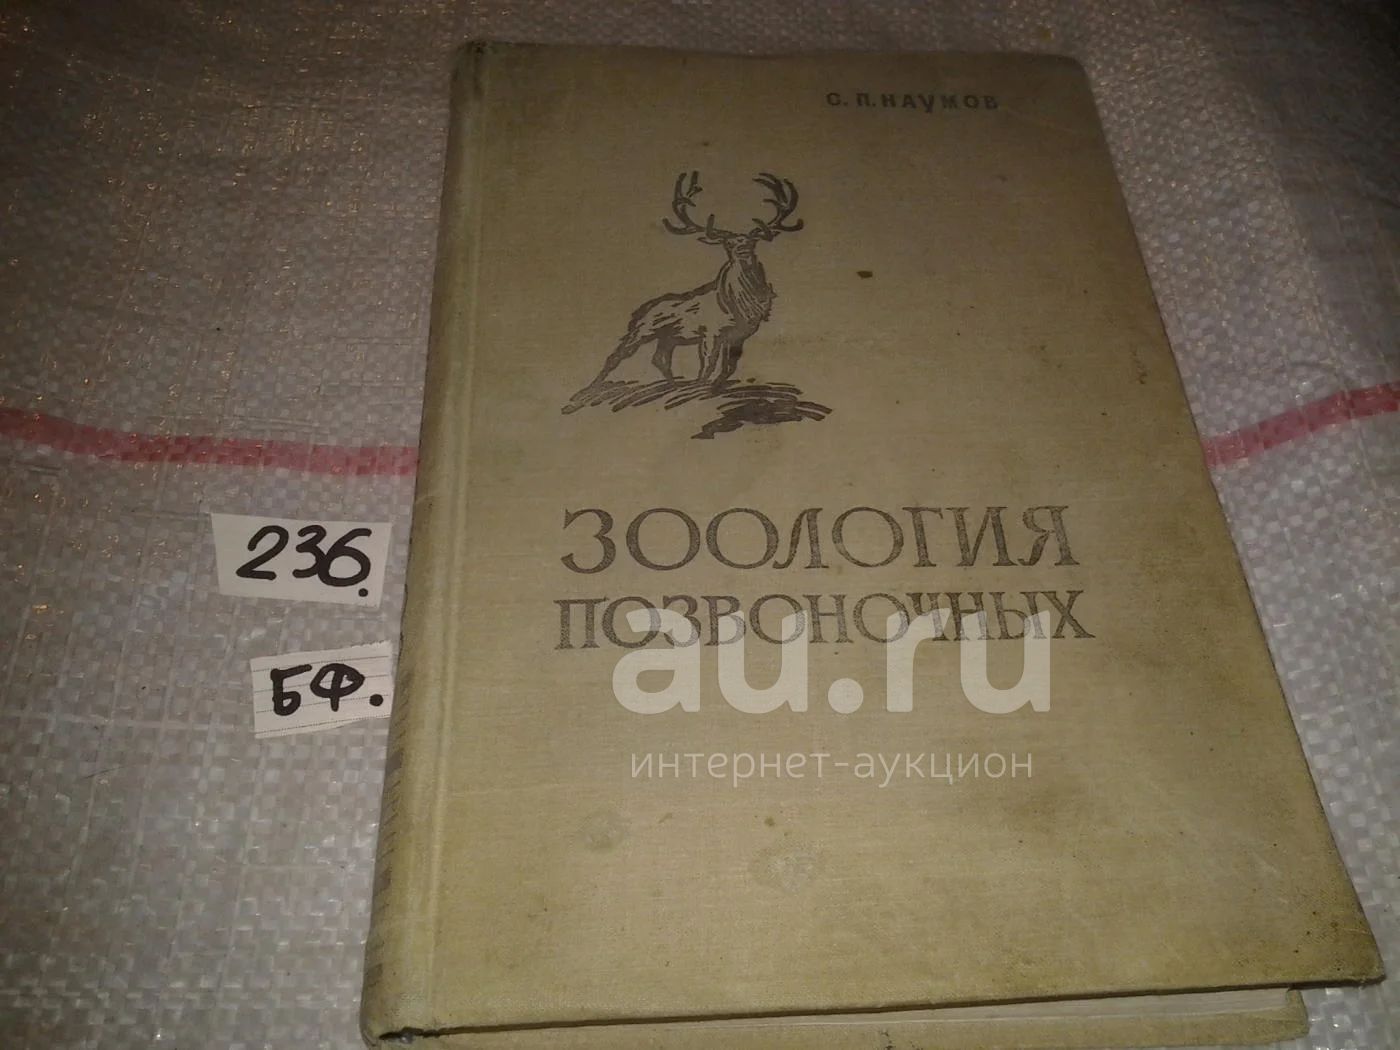 С. П. НАУМОВ
ЗООЛОГИЯ
ПОЗВОНОЧНЫХ
236.
БФ.
au.ru
интернет-аукцион